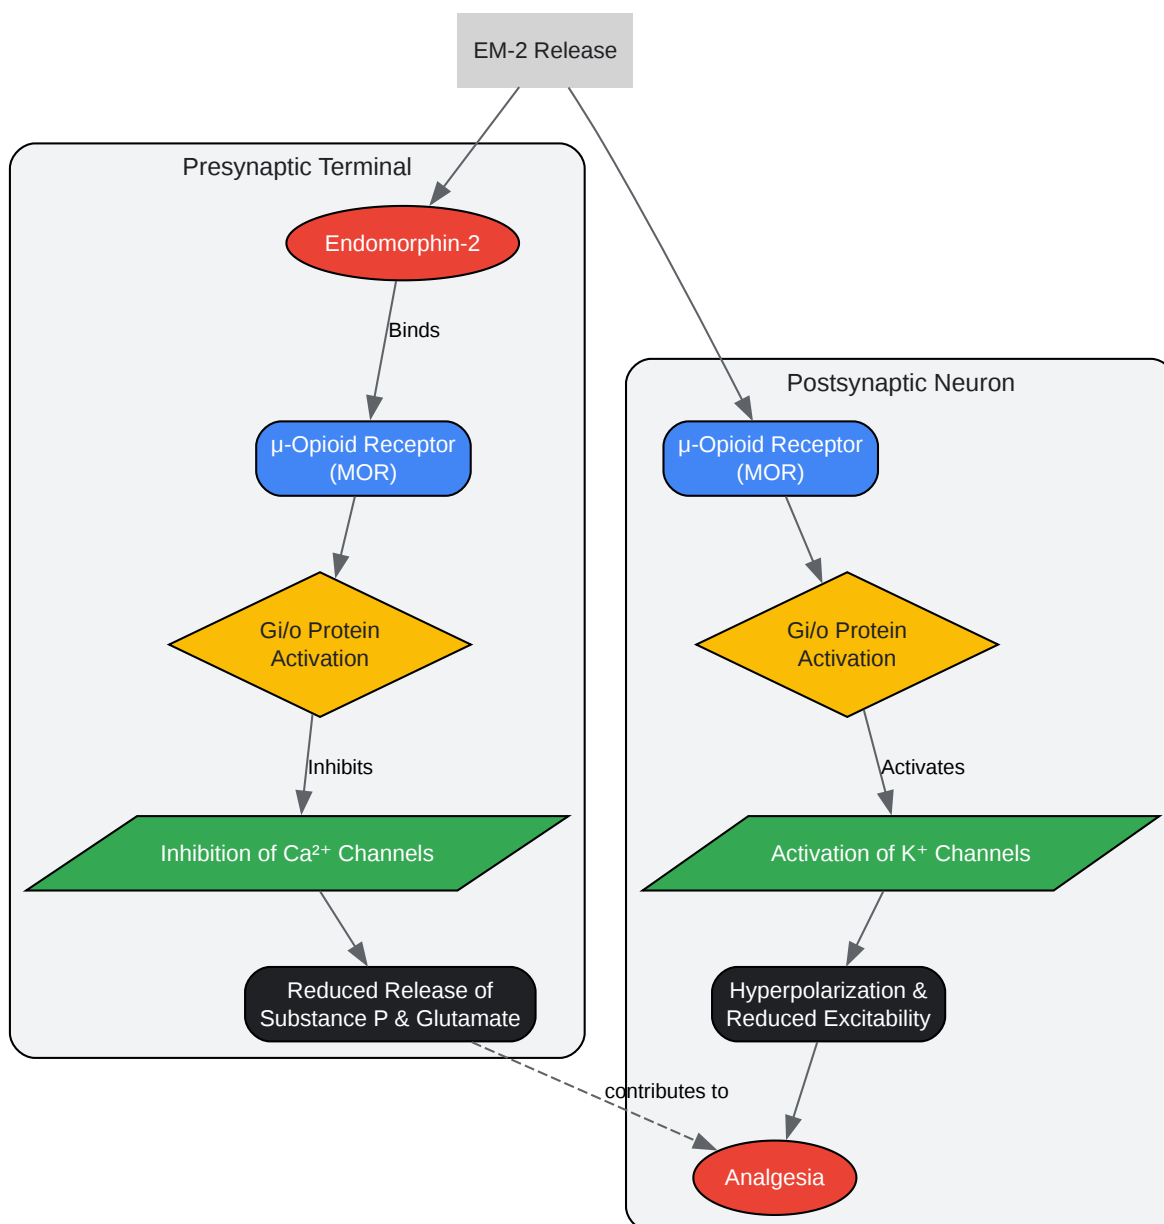 EM-2 Release
Presynaptic Terminal
Endomorphin-2
Binds
μ-Opioid Receptor
(MOR)
Gi/o Protein
Activation
Inhibits
Inhibition of Ca²⁺ Channels
Reduced Release of
Substance P & Glutamate
contributes to
Postsynaptic Neuron
μ-Opioid Receptor
(MOR)
Gi/o Protein
Activation
Activates
Activation of K⁺ Channels
Hyperpolarization &
Reduced Excitability
Analgesia